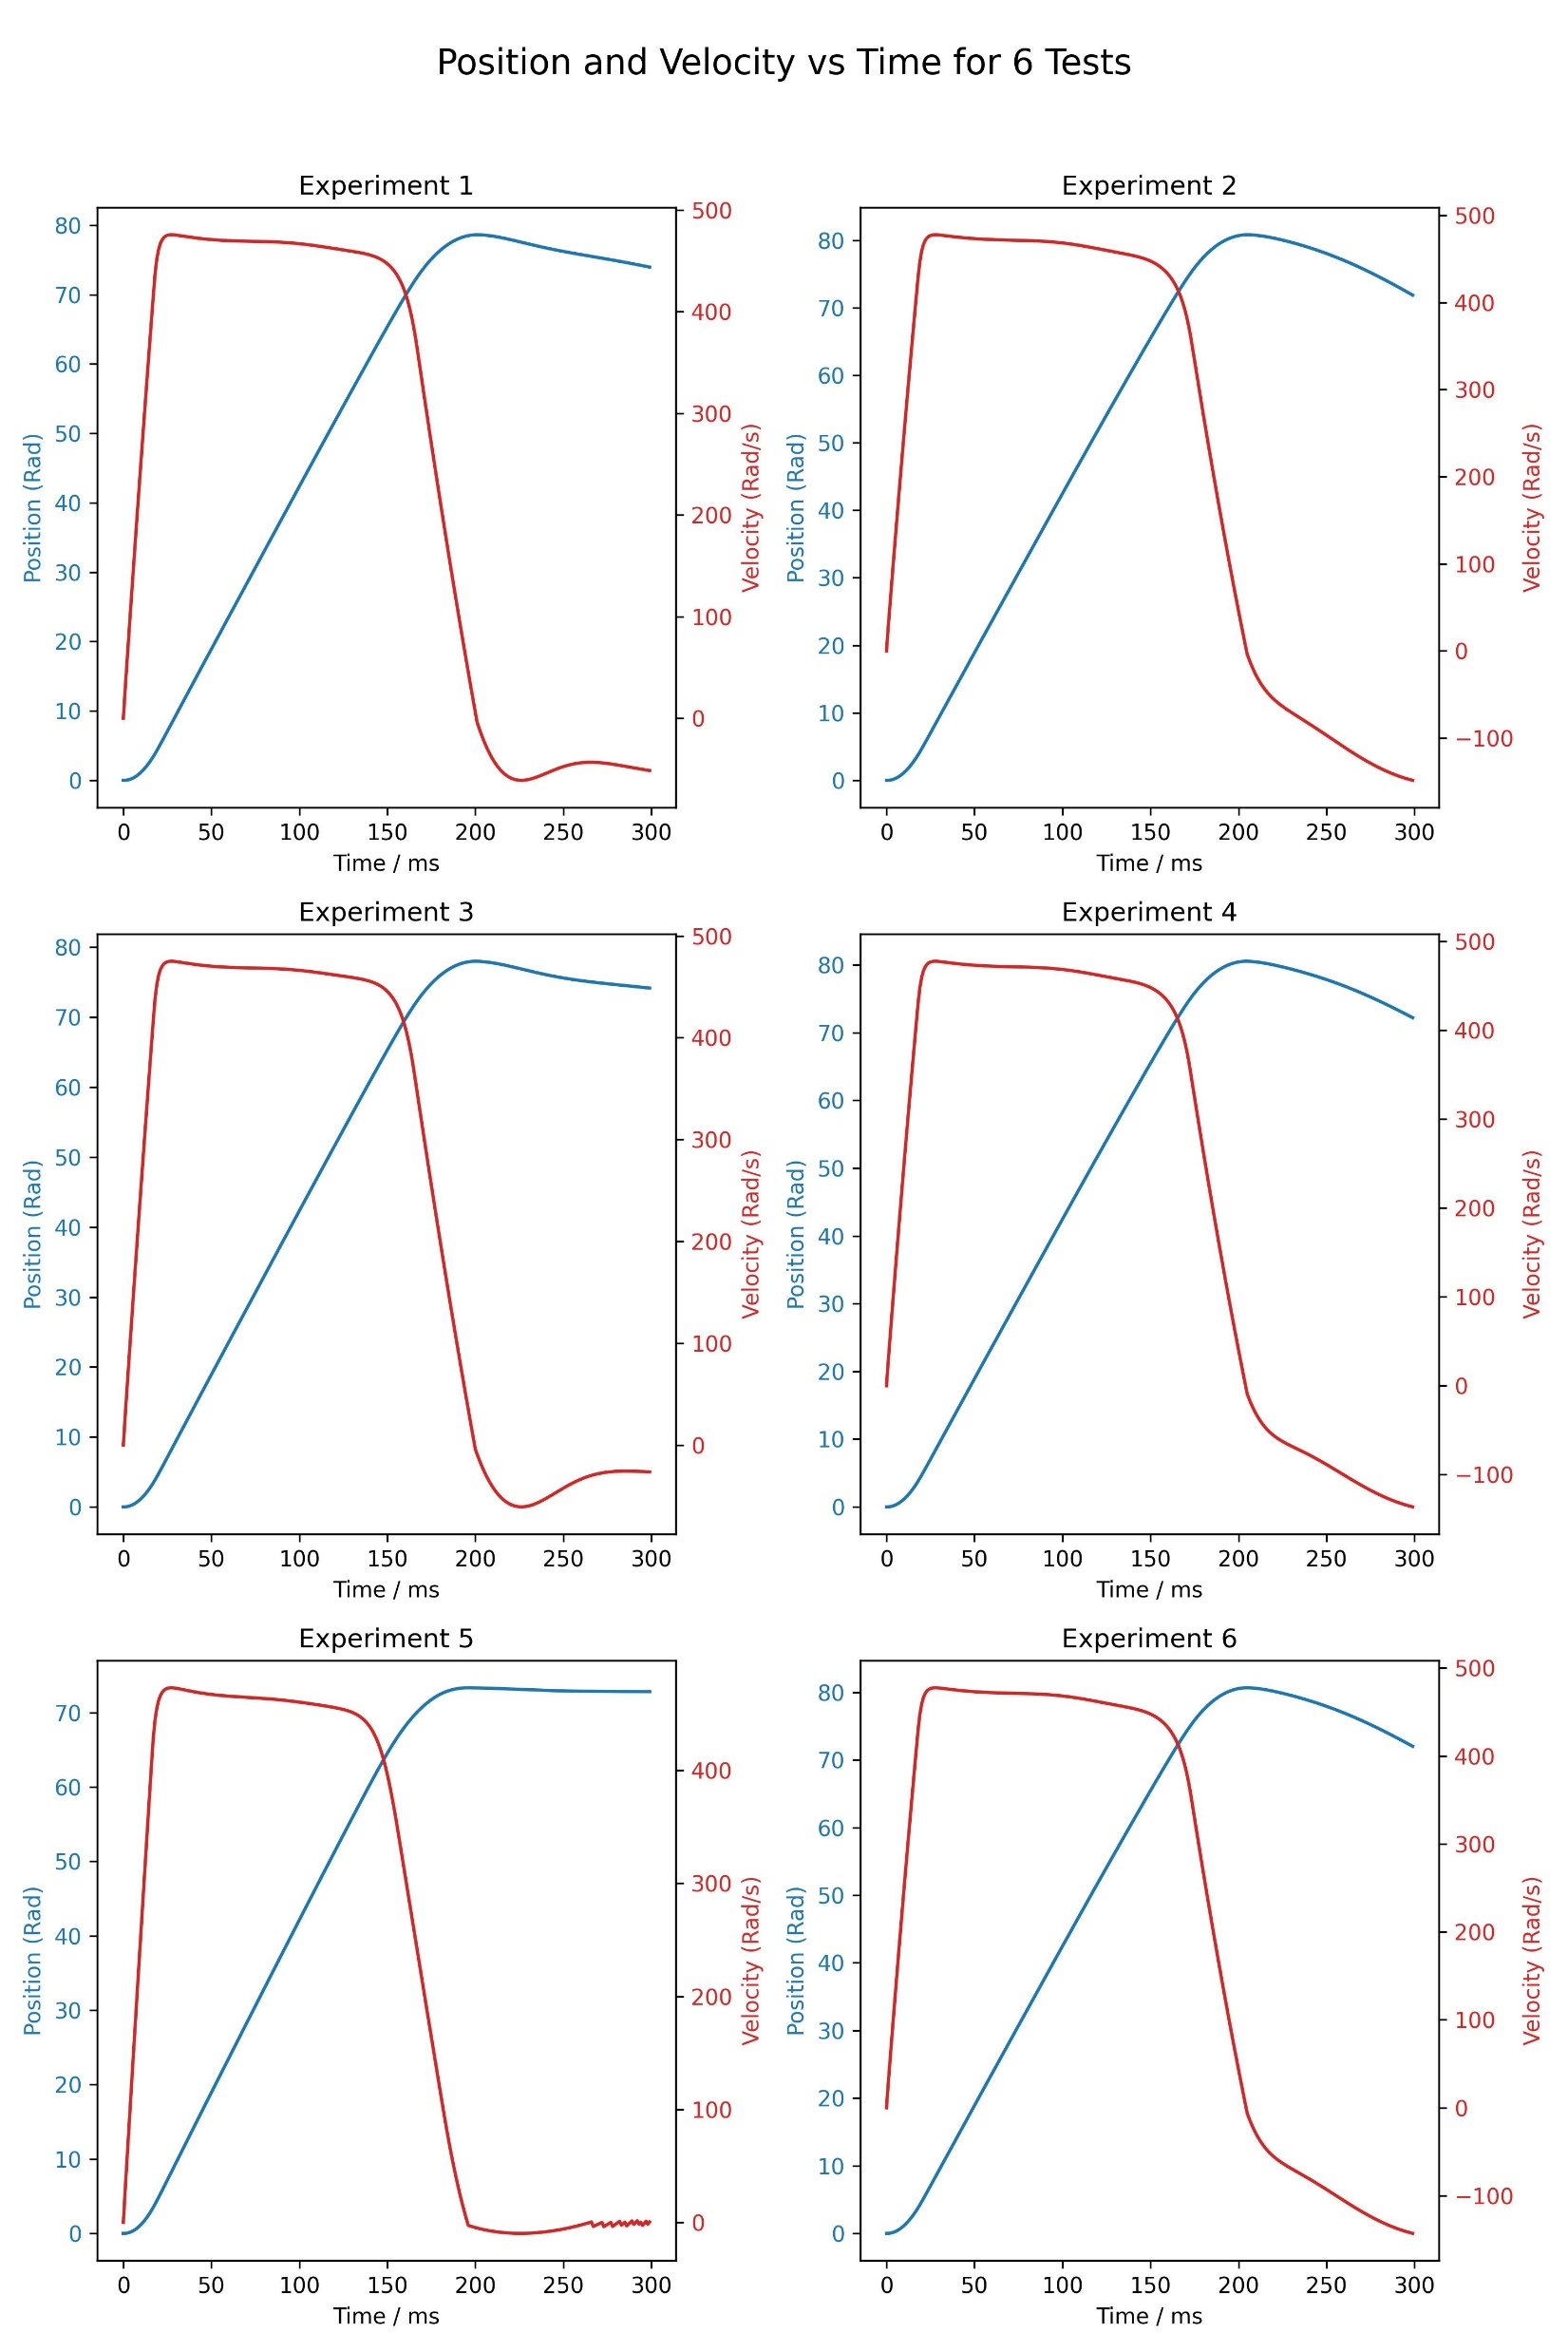 Position and Velocity vs Time for 6 Tests
Experiment 1
80
70
60
50
40
30
20
10
0
Position (Rad)
500
400
300
200
100
0
Velocity (Rad/s)
0 50 100 150 200 250 300
Time / ms
Experiment 2
80
70
60
50
40
30
20
10
0
Position (Rad)
500
400
300
200
100
0
−100
Velocity (Rad/s)
0 50 100 150 200 250 300
Time / ms
Experiment 3
80
70
60
50
40
30
20
10
0
Position (Rad)
500
400
300
200
100
0
Velocity (Rad/s)
0 50 100 150 200 250 300
Time / ms
Experiment 4
80
70
60
50
40
30
20
10
0
Position (Rad)
500
400
300
200
100
0
−100
Velocity (Rad/s)
0 50 100 150 200 250 300
Time / ms
Experiment 5
70
60
50
40
30
20
10
0
Position (Rad)
400
300
200
100
0
Velocity (Rad/s)
0 50 100 150 200 250 300
Time / ms
Experiment 6
80
70
60
50
40
30
20
10
0
Position (Rad)
500
400
300
200
100
0
−100
Velocity (Rad/s)
0 50 100 150 200 250 300
Time / ms